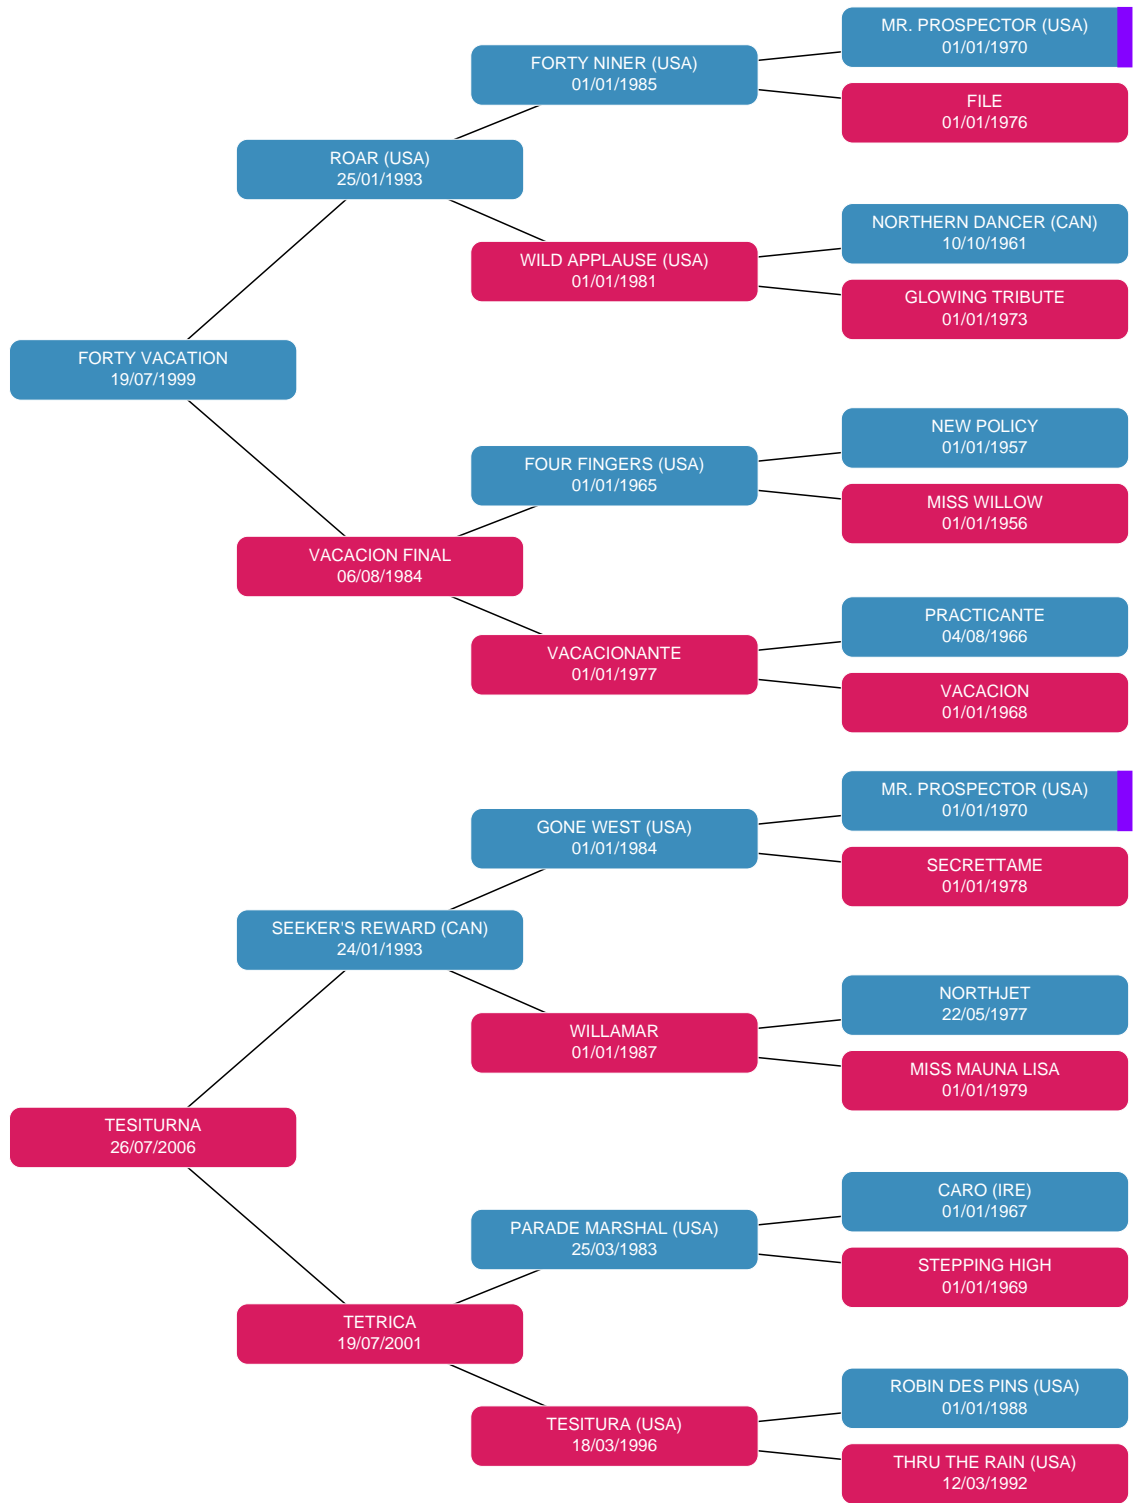 MR. PROSPECTOR (USA)
01/01/1970
FORTY NINER (USA)
01/01/1985
FILE
01/01/1976
ROAR (USA)
25/01/1993
NORTHERN DANCER (CAN)
10/10/1961
WILD APPLAUSE (USA)
01/01/1981
GLOWING TRIBUTE
01/01/1973
FORTY VACATION
19/07/1999
NEW POLICY
01/01/1957
FOUR FINGERS (USA)
01/01/1965
MISS WILLOW
01/01/1956
VACACION FINAL
06/08/1984
PRACTICANTE
04/08/1966
VACACIONANTE
01/01/1977
VACACION
01/01/1968
MR. PROSPECTOR (USA)
01/01/1970
GONE WEST (USA)
01/01/1984
SECRETTAME
01/01/1978
SEEKER'S REWARD (CAN)
24/01/1993
NORTHJET
22/05/1977
WILLAMAR
01/01/1987
MISS MAUNA LISA
01/01/1979
TESITURNA
26/07/2006
CARO (IRE)
01/01/1967
PARADE MARSHAL (USA)
25/03/1983
STEPPING HIGH
01/01/1969
TETRICA
19/07/2001
ROBIN DES PINS (USA)
01/01/1988
TESITURA (USA)
18/03/1996
THRU THE RAIN (USA)
12/03/1992